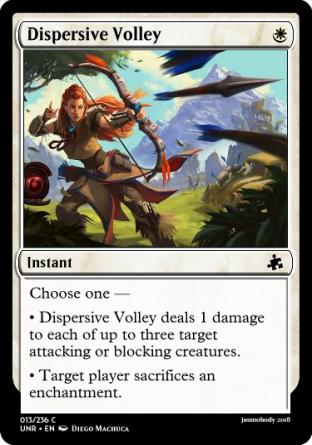 Dispersive Volley
Instant
Choose one —
• Dispersive Volley deals 1 damage
to each of up to three target
attacking or blocking creatures.
• Target player sacrifices an
enchantment.
013/236 C
justnobody 2018
UNR • EN Diego Machuca